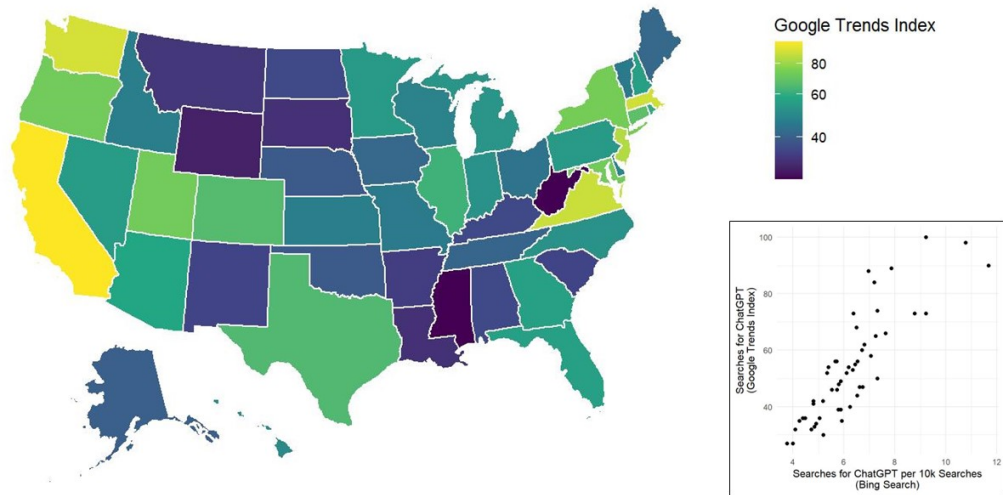 Google Trends Index
80
60
40
100
80
60
40
Searches for ChatGPT
(Google Trends Index)
4
6
8
10
12
Searches for ChatGPT per 10k Searches
(Bing Search)